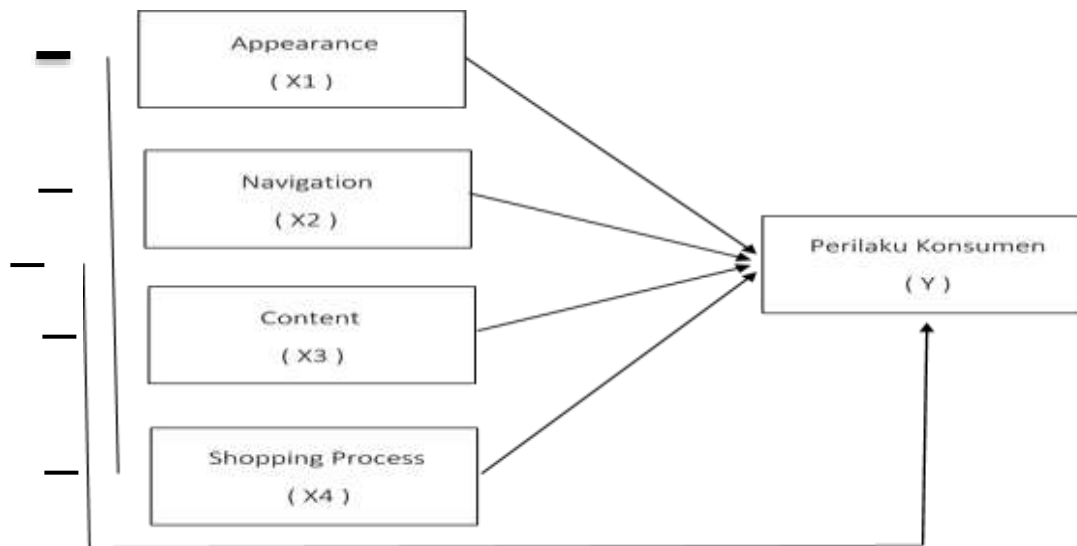 Appearance
( X1 )
Navigation
( X2 )
Content
( X3 )
Shopping Process
( X4 )
Perilaku Konsumen
( Y )